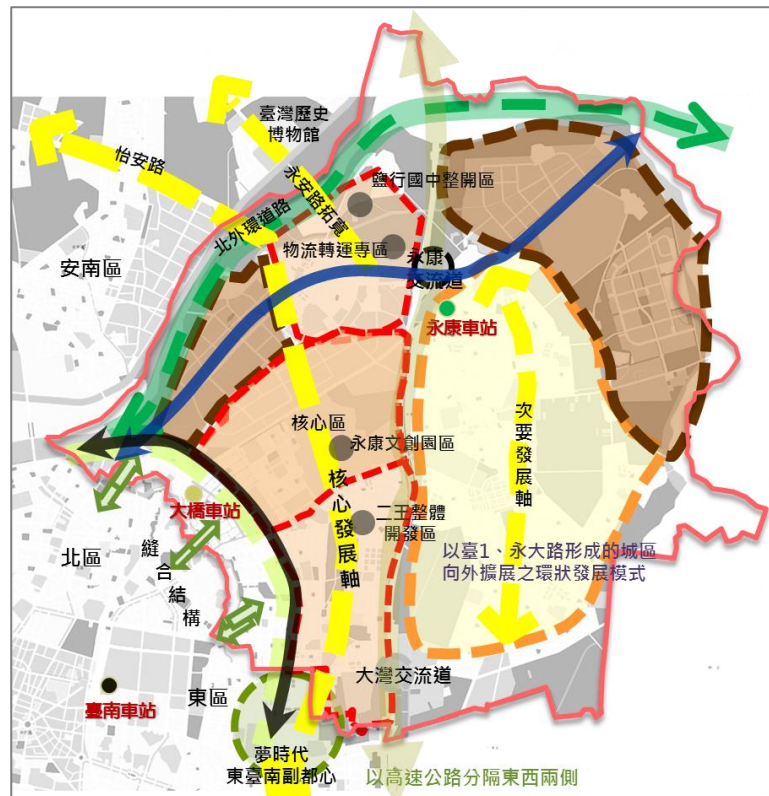 臺灣歷史
博物館
怡安路
永安路拓寬
鹽行國中整開區
北外環道路
物流轉運專區
永康
交流道
安南區
永康車站
核心區
永康文創園區
次要發展軸
核心發展軸
大橋車站
二王整體
開發區
北區
縫合結構
以臺1、永大路形成的城區
向外擴展之環狀發展模式
大灣交流道
東區
臺南車站
夢時代
東臺南副都心
以高速公路分隔東西兩側